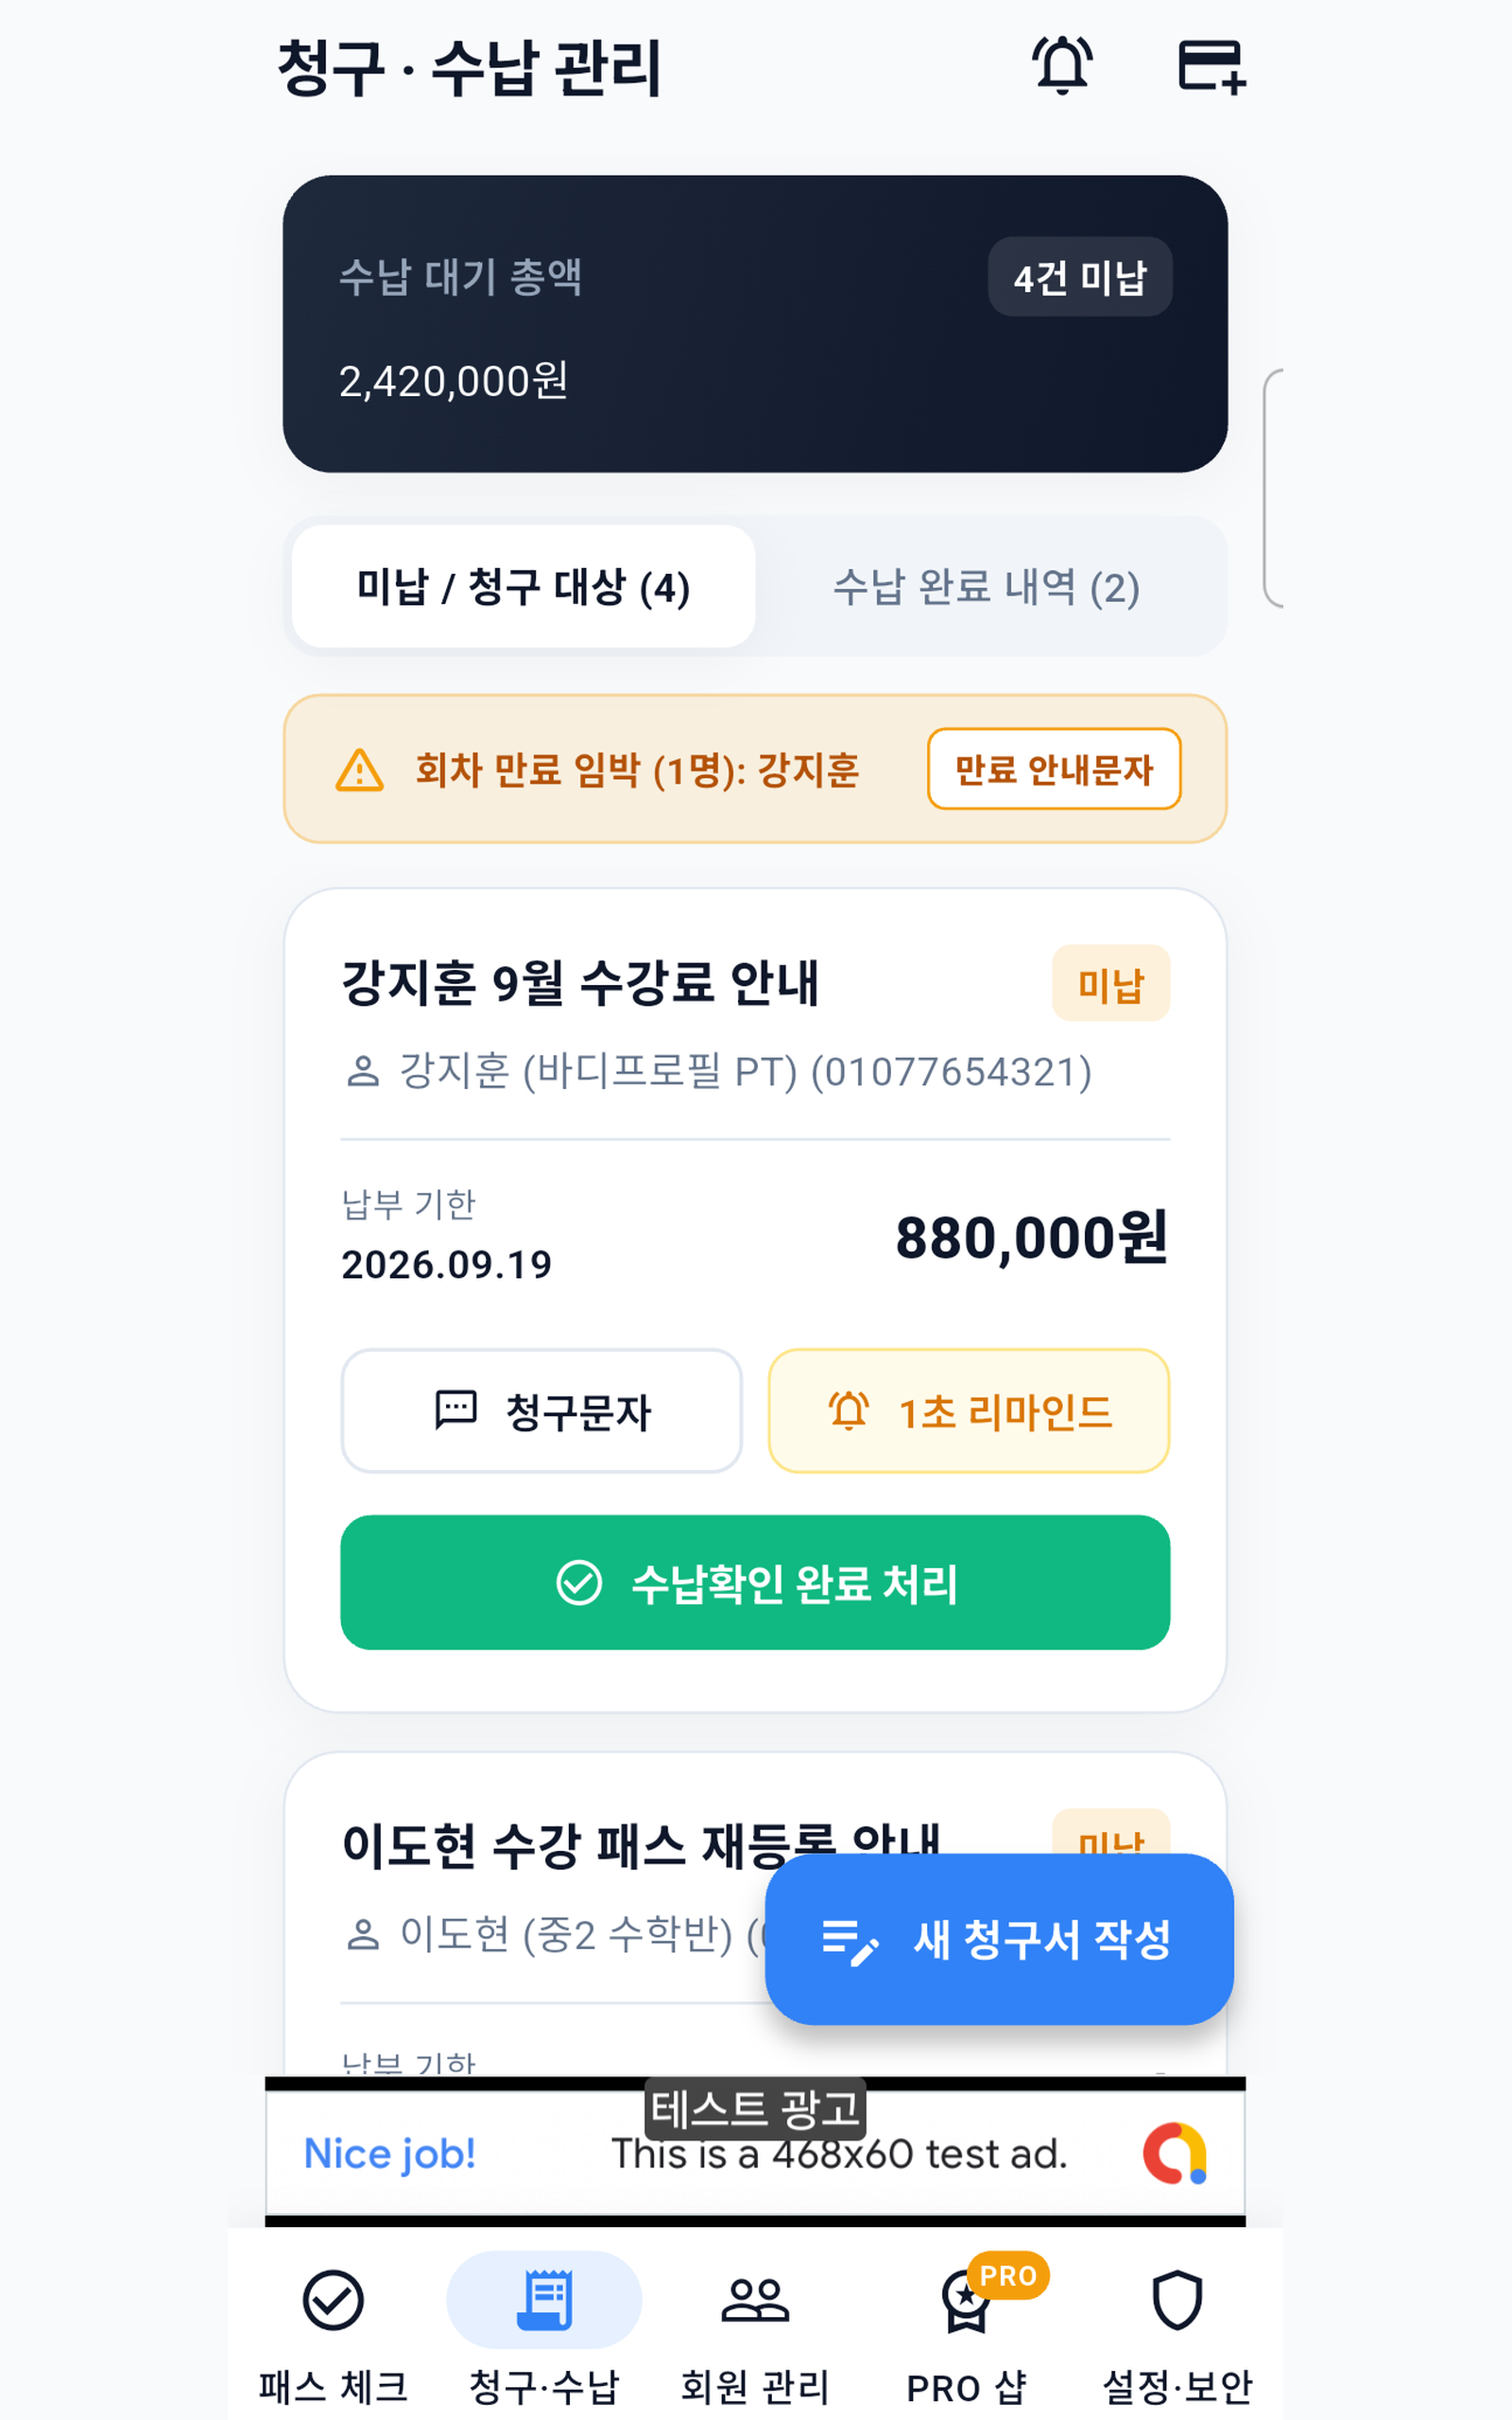 청구 · 수납 관리
수납 대기 총액
4건 미납
2,420,000원
미납 / 청구 대상 (4)
수납 완료 내역 (2)
회차 만료 임박 (1명): 강지훈
만료 안내문자
강지훈 9월 수강료 안내
미납
강지훈 (바디프로필 PT) (01077654321)
납부 기한
2026.09.19
880,000원
청구문자
1초 리마인드
수납확인 완료 처리
이도현 수강 패스 재등록 안내
미납
이도현 (중2 수학반)
새 청구서 작성
납부 기한
테스트 광고
Nice job!
This is a 468x60 test ad.
PRO
패스 체크
청구·수납
회원 관리
PRO 샵
설정·보안